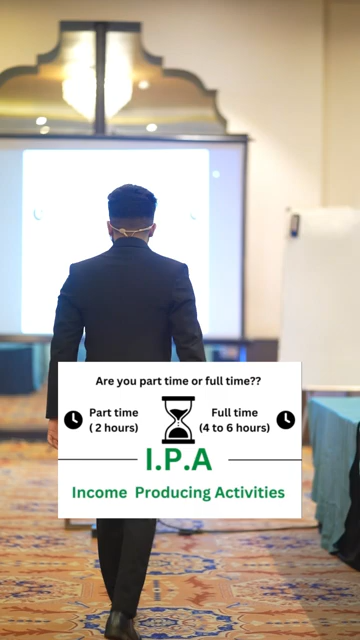 Are you part time or full time??
Part time
( 2 hours)
Full time
(4 to 6 hours)
I.P.A
Income Producing Activities